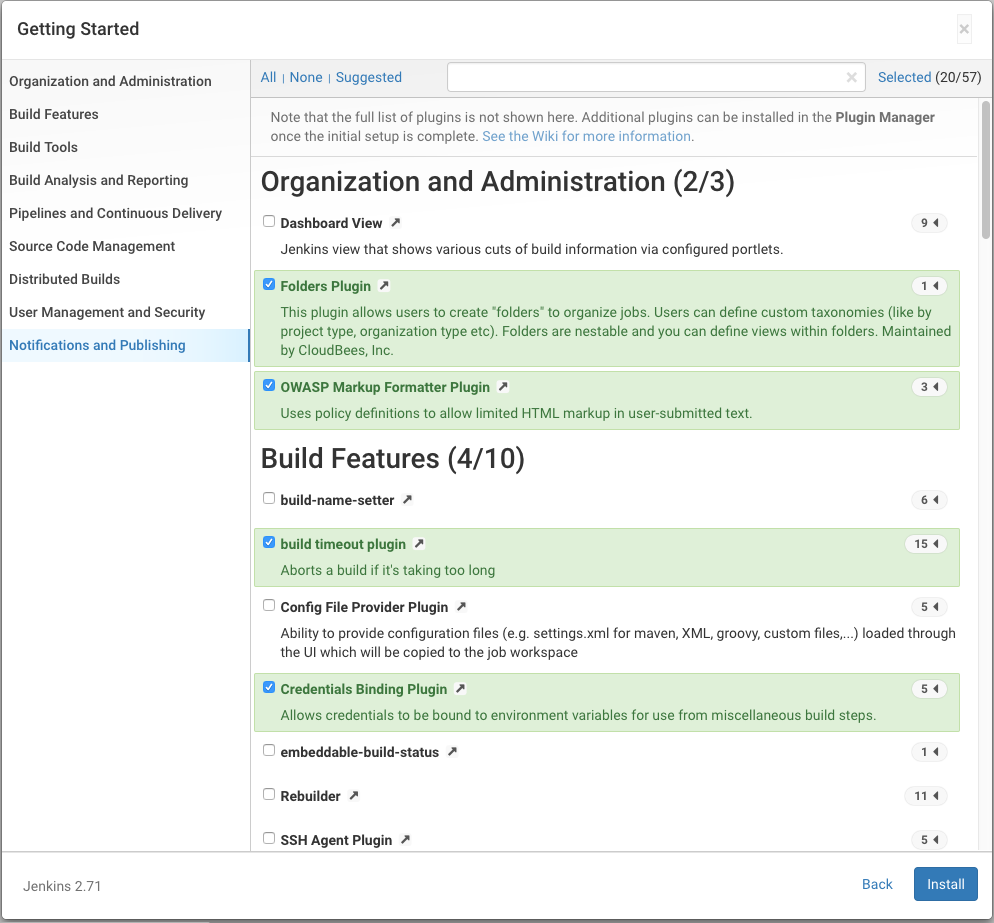 Getting Started
×
Organization and Administration
Build Features
Build Tools
Build Analysis and Reporting
Pipelines and Continuous Delivery
Source Code Management
Distributed Builds
User Management and Security
Notifications and Publishing
All | None | Suggested
×
Selected (20/57)
Note that the full list of plugins is not shown here. Additional plugins can be installed in the Plugin Manager
once the initial setup is complete. See the Wiki for more information.
Organization and Administration (2/3)
Dashboard View
9
Jenkins view that shows various cuts of build information via configured portlets.
Folders Plugin
1
This plugin allows users to create "folders" to organize jobs. Users can define custom taxonomies (like by
project type, organization type etc). Folders are nestable and you can define views within folders. Maintained
by CloudBees, Inc.
OWASP Markup Formatter Plugin
3
Uses policy definitions to allow limited HTML markup in user-submitted text.
Build Features (4/10)
build-name-setter
6
build timeout plugin
15
Aborts a build if it's taking too long
Config File Provider Plugin
5
Ability to provide configuration files (e.g. settings.xml for maven, XML, groovy, custom files,...) loaded through
the UI which will be copied to the job workspace
Credentials Binding Plugin
5
Allows credentials to be bound to environment variables for use from miscellaneous build steps.
embeddable-build-status
1
Rebuilder
11
SSH Agent Plugin
5
Jenkins 2.71
Back
Install